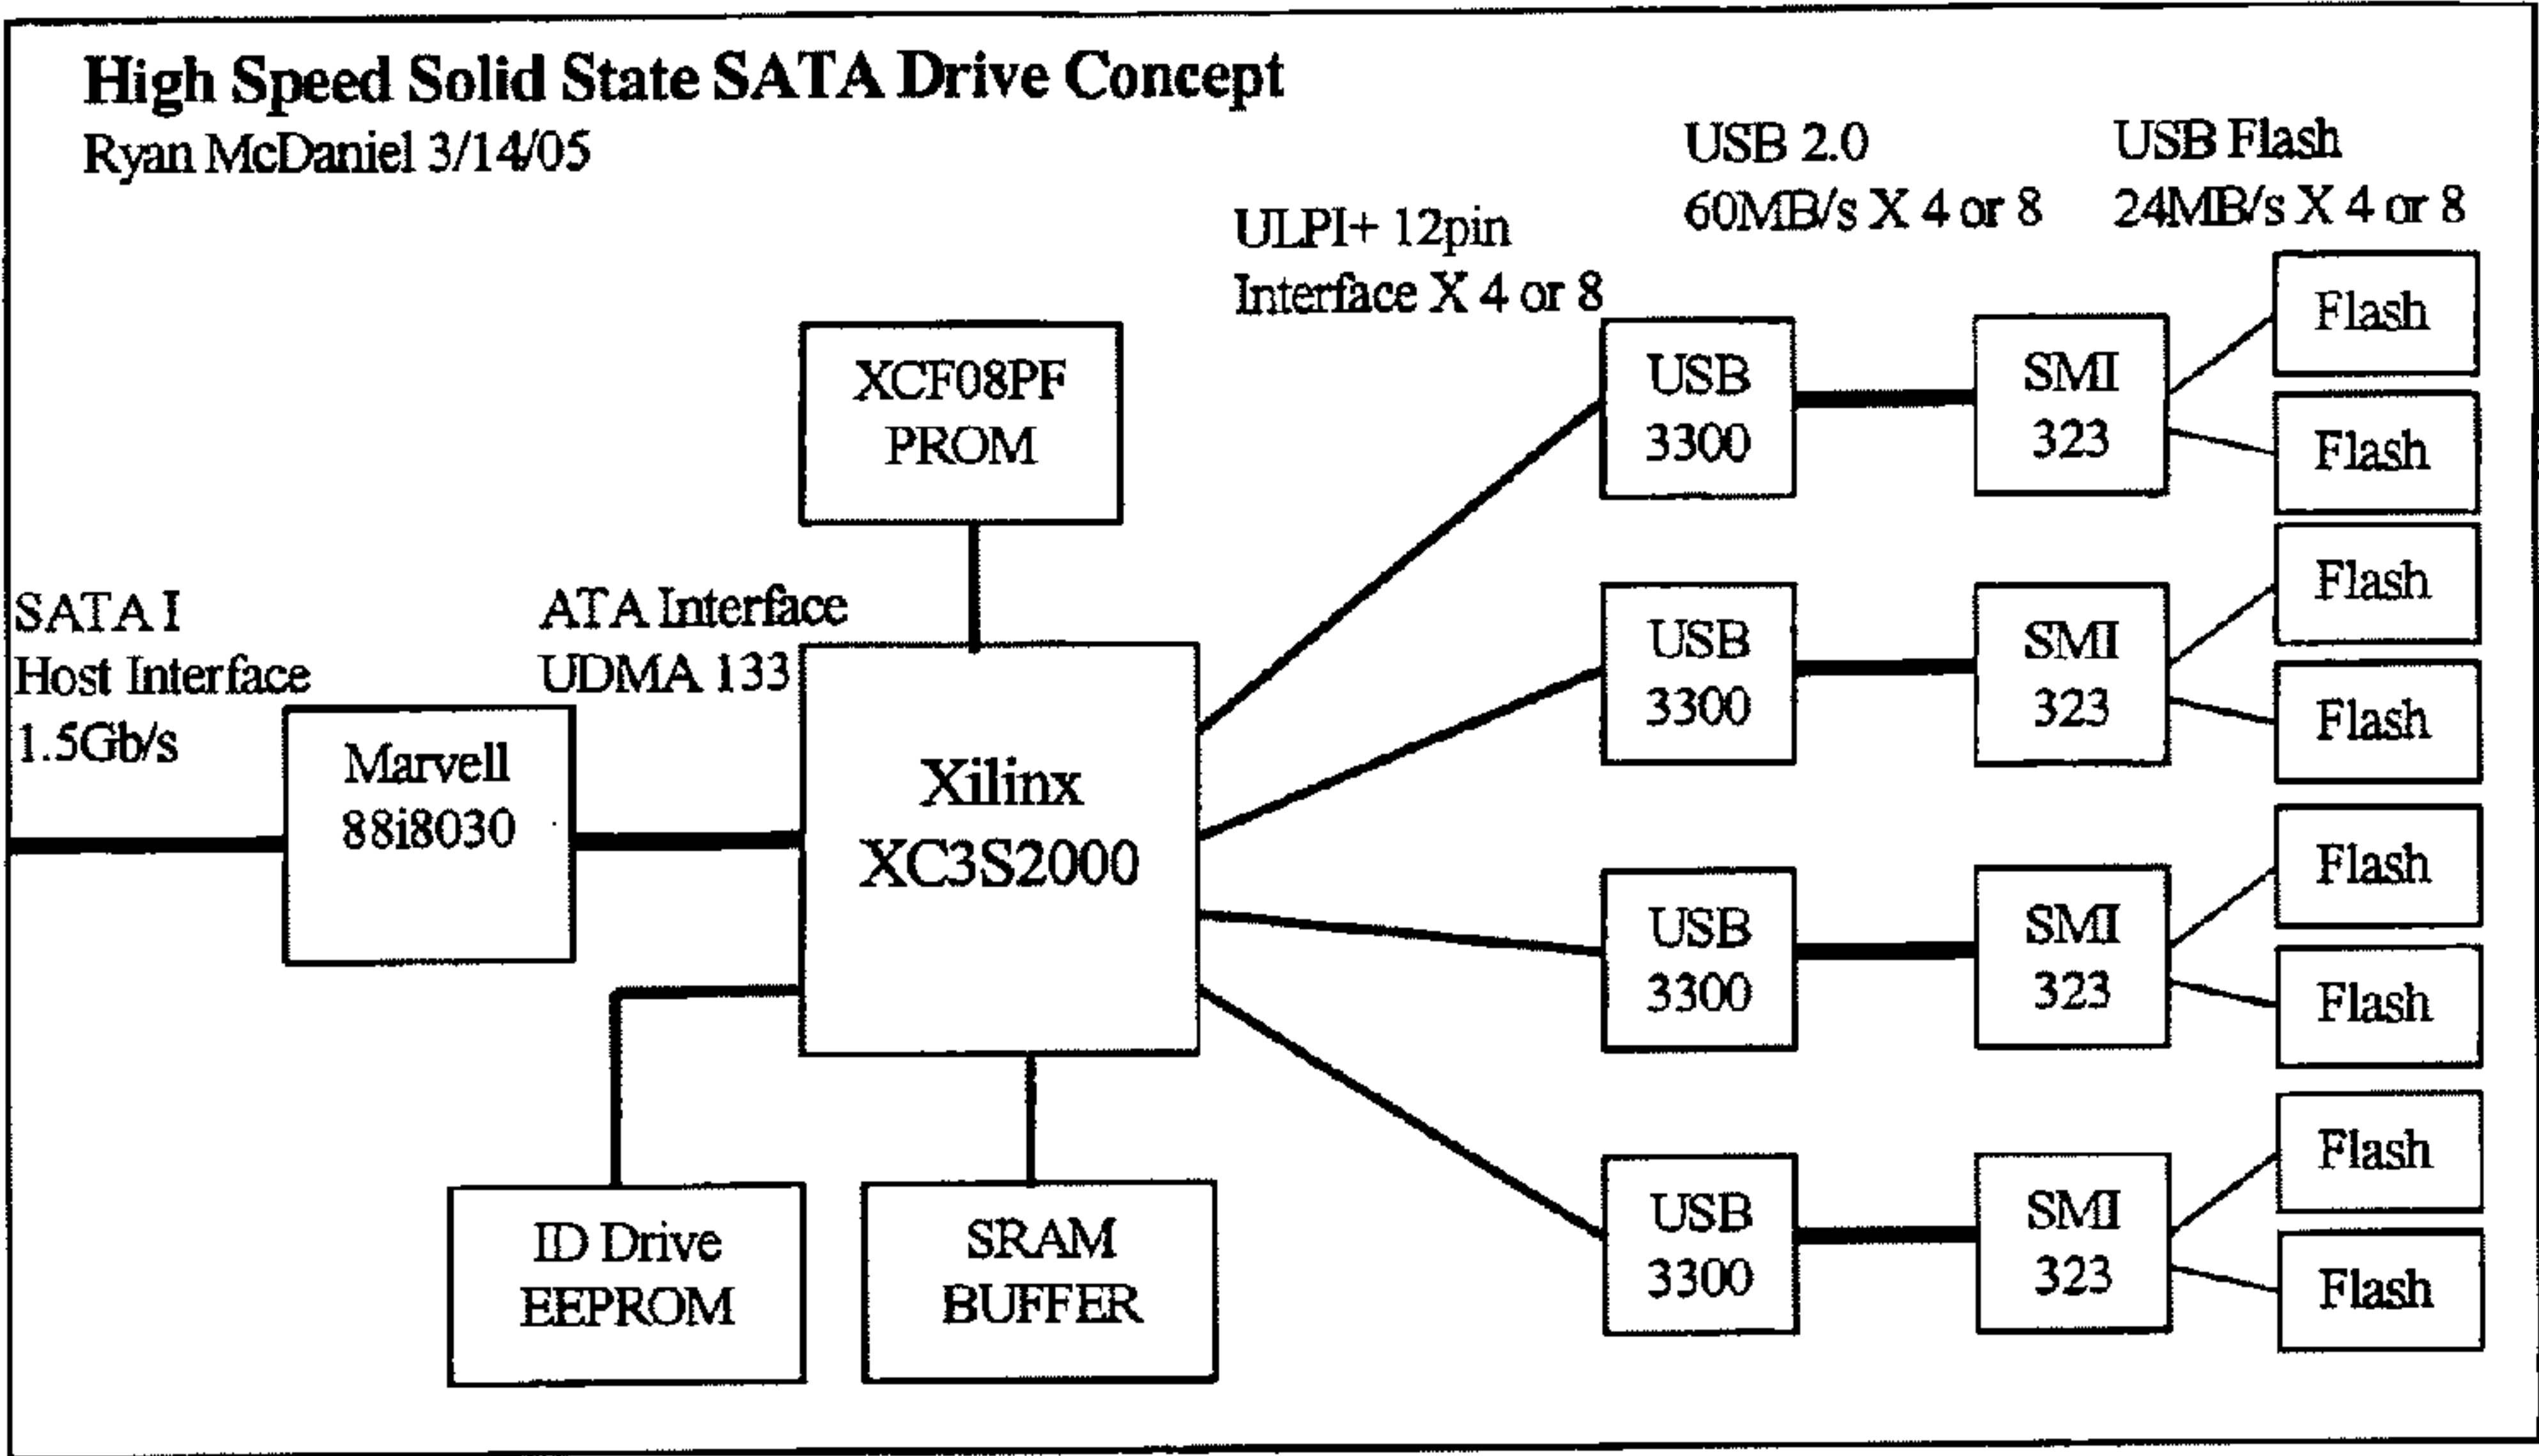 High Speed Solid State SATA Drive Concept
Ryan McDaniel 3/14/05
USB 2.0
60MB/s X 4 or 8
USB Flash
24MB/s X 4 or 8
ULPI+ 12pin
Interface X 4 or 8
XCF08PF
PROM
SATA I
Host Interface
1.5Gb/s
ATA Interface
UDMA 133
Marvell
88i8030
Xilinx
XC3S2000
ID Drive
EEPROM
SRAM
BUFFER
USB
3300
SMI
323
Flash
Flash
USB
3300
SMI
323
Flash
Flash
USB
3300
SMI
323
Flash
Flash
USB
3300
SMI
323
Flash
Flash